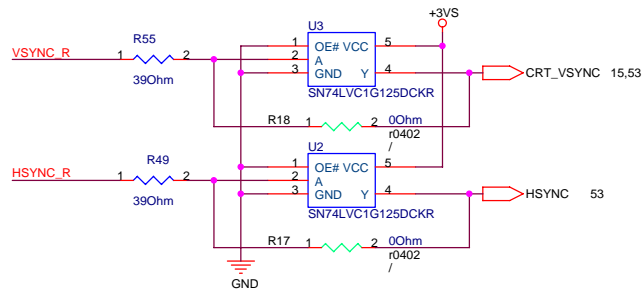 +3VS
R55
U3
VSYNC_R
1
2
1
OE#
VCC
5
2
A
39Ohm
3
GND
Y
4
CRT_VSYNC
15,53
SN74LVC1G125DCKR
R18
1
2
0Ohm
r0402
/
U2
R49
1
OE#
VCC
5
HSYNC_R
1
2
2
A
39Ohm
3
GND
Y
4
HSYNC
53
SN74LVC1G125DCKR
R17
1
2
0Ohm
r0402
/
GND